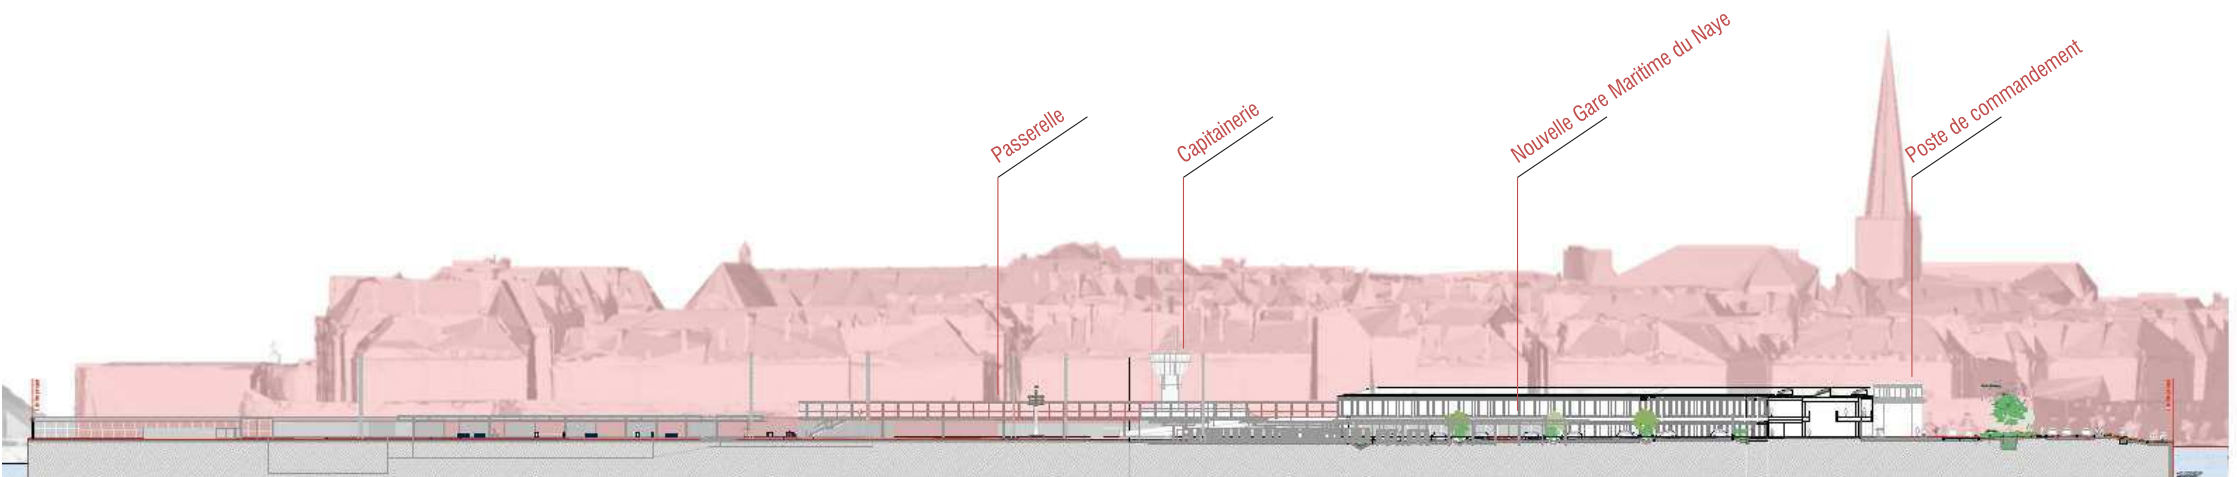 Passerelle
Capitainerie
Nouvelle Gare Maritime du Naye
Poste de commandement